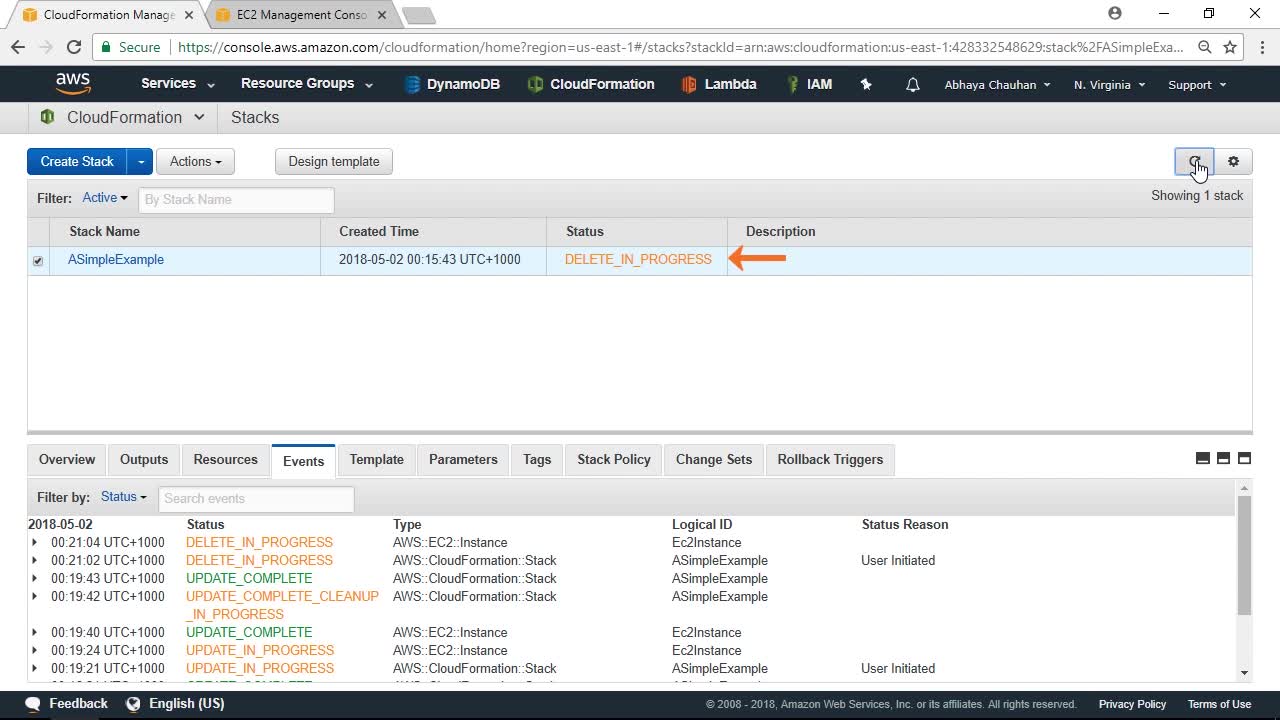 CloudFormation Manage
EC2 Management Conso
Secure https://console.aws.amazon.com/cloudformation/home?region=us-east-1#/stacks?stackId=arn:aws:cloudformation:us-east-1:428332548629:stack%2FASimpleExa...
aws Services Resource Groups DynamoDB CloudFormation Lambda IAM Abhaya Chauhan N. Virginia Support
CloudFormation Stacks
Create Stack Actions Design template
Filter: Active By Stack Name Showing 1 stack
Stack Name Created Time Status Description
ASimpleExample 2018-05-02 00:15:43 UTC+1000 DELETE_IN_PROGRESS
Overview Outputs Resources Events Template Parameters Tags Stack Policy Change Sets Rollback Triggers
Filter by: Status Search events
2018-05-02 Status Type Logical ID Status Reason
00:21:04 UTC+1000 DELETE_IN_PROGRESS AWS::EC2::Instance Ec2Instance
00:21:02 UTC+1000 DELETE_IN_PROGRESS AWS::CloudFormation::Stack ASimpleExample User Initiated
00:19:43 UTC+1000 UPDATE_COMPLETE AWS::CloudFormation::Stack ASimpleExample
00:19:42 UTC+1000 UPDATE_COMPLETE_CLEANUP AWS::CloudFormation::Stack ASimpleExample
_IN_PROGRESS
00:19:40 UTC+1000 UPDATE_COMPLETE AWS::EC2::Instance Ec2Instance
00:19:24 UTC+1000 UPDATE_IN_PROGRESS AWS::EC2::Instance Ec2Instance
00:19:21 UTC+1000 UPDATE_IN_PROGRESS AWS::CloudFormation::Stack ASimpleExample User Initiated
Feedback English (US) © 2008 - 2018, Amazon Web Services, Inc. or its affiliates. All rights reserved. Privacy Policy Terms of Use